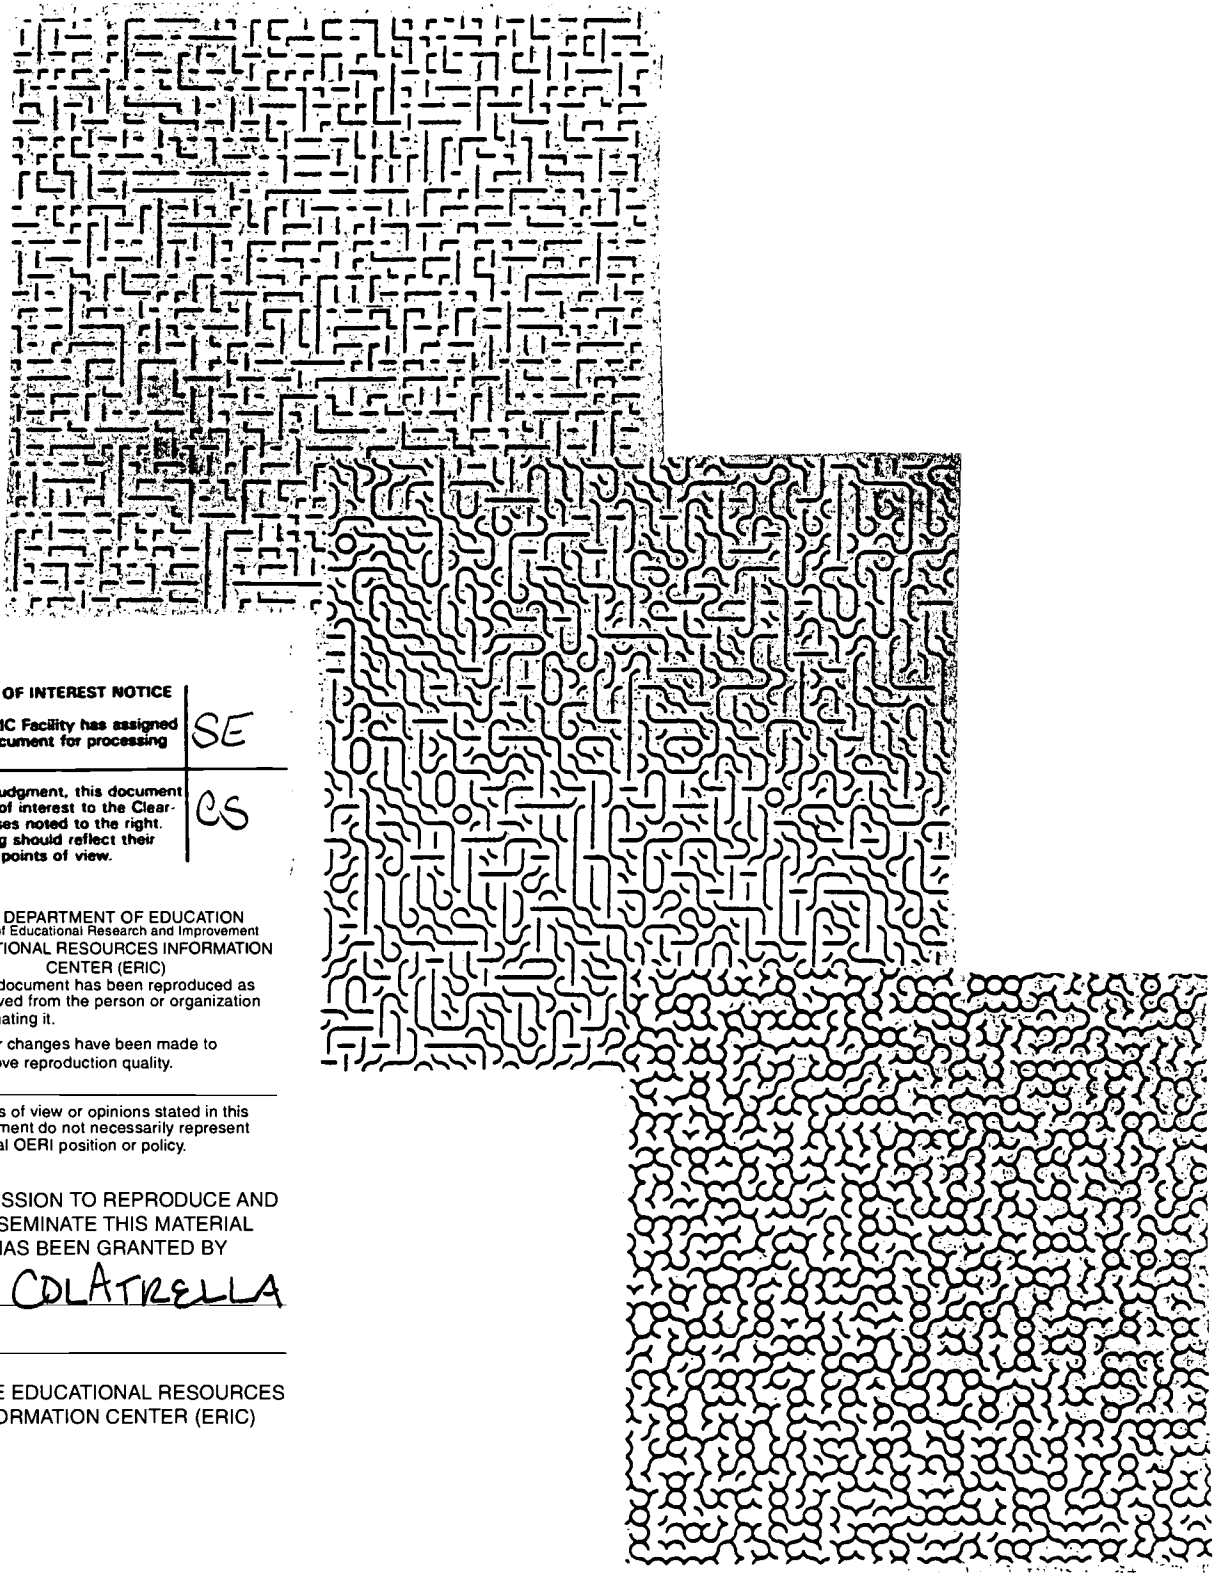 OF INTEREST NOTICE
IC Facility has assigned
cument for processing
SE
udgment, this document
of interest to the Clear-
ses noted to the right.
g should reflect their
points of view.
CS
DEPARTMENT OF EDUCATION
of Educational Research and Improvement
TIONAL RESOURCES INFORMATION
CENTER (ERIC)
document has been reproduced as
ved from the person or organization
nating it.
r changes have been made to
ove reproduction quality.
s of view or opinions stated in this
ment do not necessarily represent
al OERI position or policy.
SSION TO REPRODUCE AND
SEMINATE THIS MATERIAL
HAS BEEN GRANTED BY
COLATRELLA
E EDUCATIONAL RESOURCES
ORMATION CENTER (ERIC)